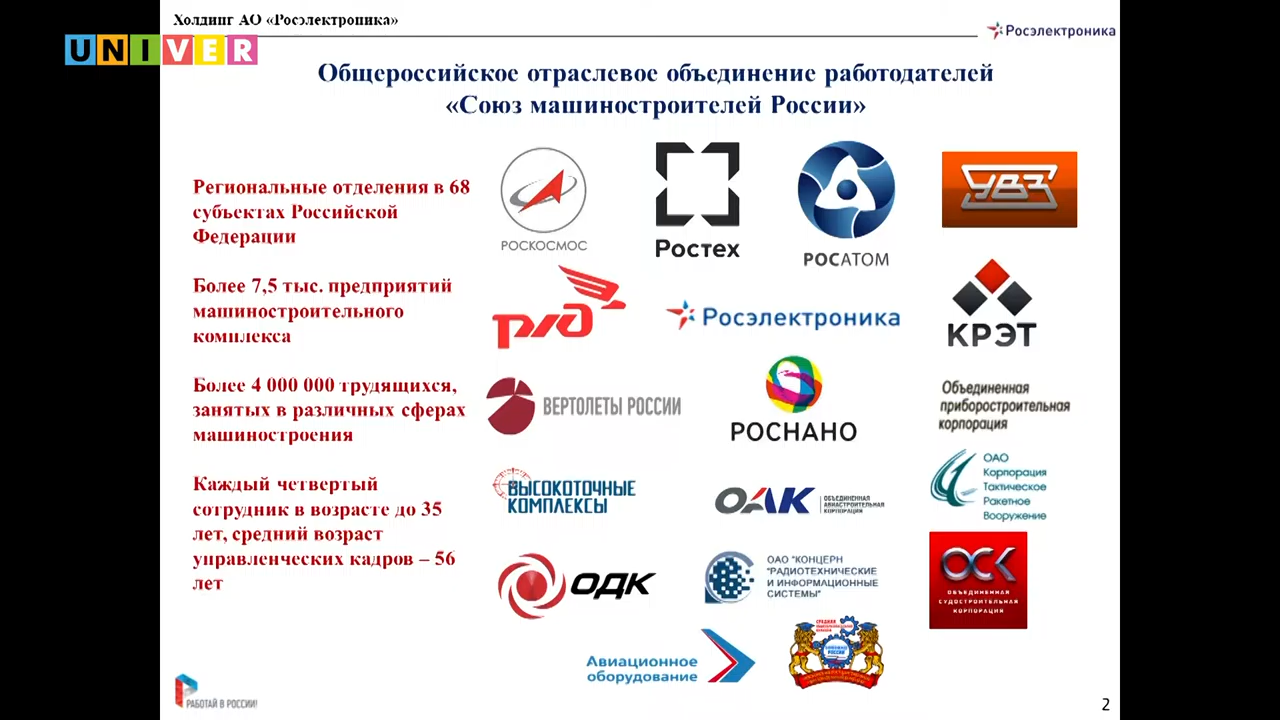 Холдинг АО «Росэлектроника»
Росэлектроника
UNIVER
Общероссийское отраслевое объединение работодателей
«Союз машиностроителей России»
Региональные отделения в 68
субъектах Российской
Федерации
Более 7,5 тыс. предприятий
машиностроительного
комплекса
Более 4 000 000 трудящихся,
занятых в различных сферах
машиностроения
Каждый четвертый
сотрудник в возрасте до 35
лет, средний возраст
управленческих кадров – 56
лет
РОСКОСМОС
Ростех
РОСАТОМ
УВЗ
ржд
Росэлектроника
КРЭТ
ВЕРТОЛЕТЫ РОССИИ
РОСНАНО
Объединенная
приборостроительная
корпорация
ВЫСОКОТОЧНЫЕ
КОМПЛЕКСЫ
ОАК
ОБЪЕДИНЕННАЯ
АВИАСТРОИТЕЛЬНАЯ
КОРПОРАЦИЯ
ОАО
Корпорация
Тактическое
Ракетное
Вооружение
ОДК
ОАО "КОНЦЕРН
"РАДИОТЕХНИЧЕСКИЕ
И ИНФОРМАЦИОННЫЕ
СИСТЕМЫ"
ОСК
ОБЪЕДИНЕННАЯ
СУДОСТРОИТЕЛЬНАЯ
КОРПОРАЦИЯ
Авиационное
оборудование
РАБОТАЙ В РОССИИ!
2